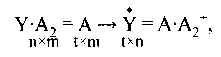 Y·A₂ = A → Ẏ = A·A₂⁺,
n×m t×m t×n